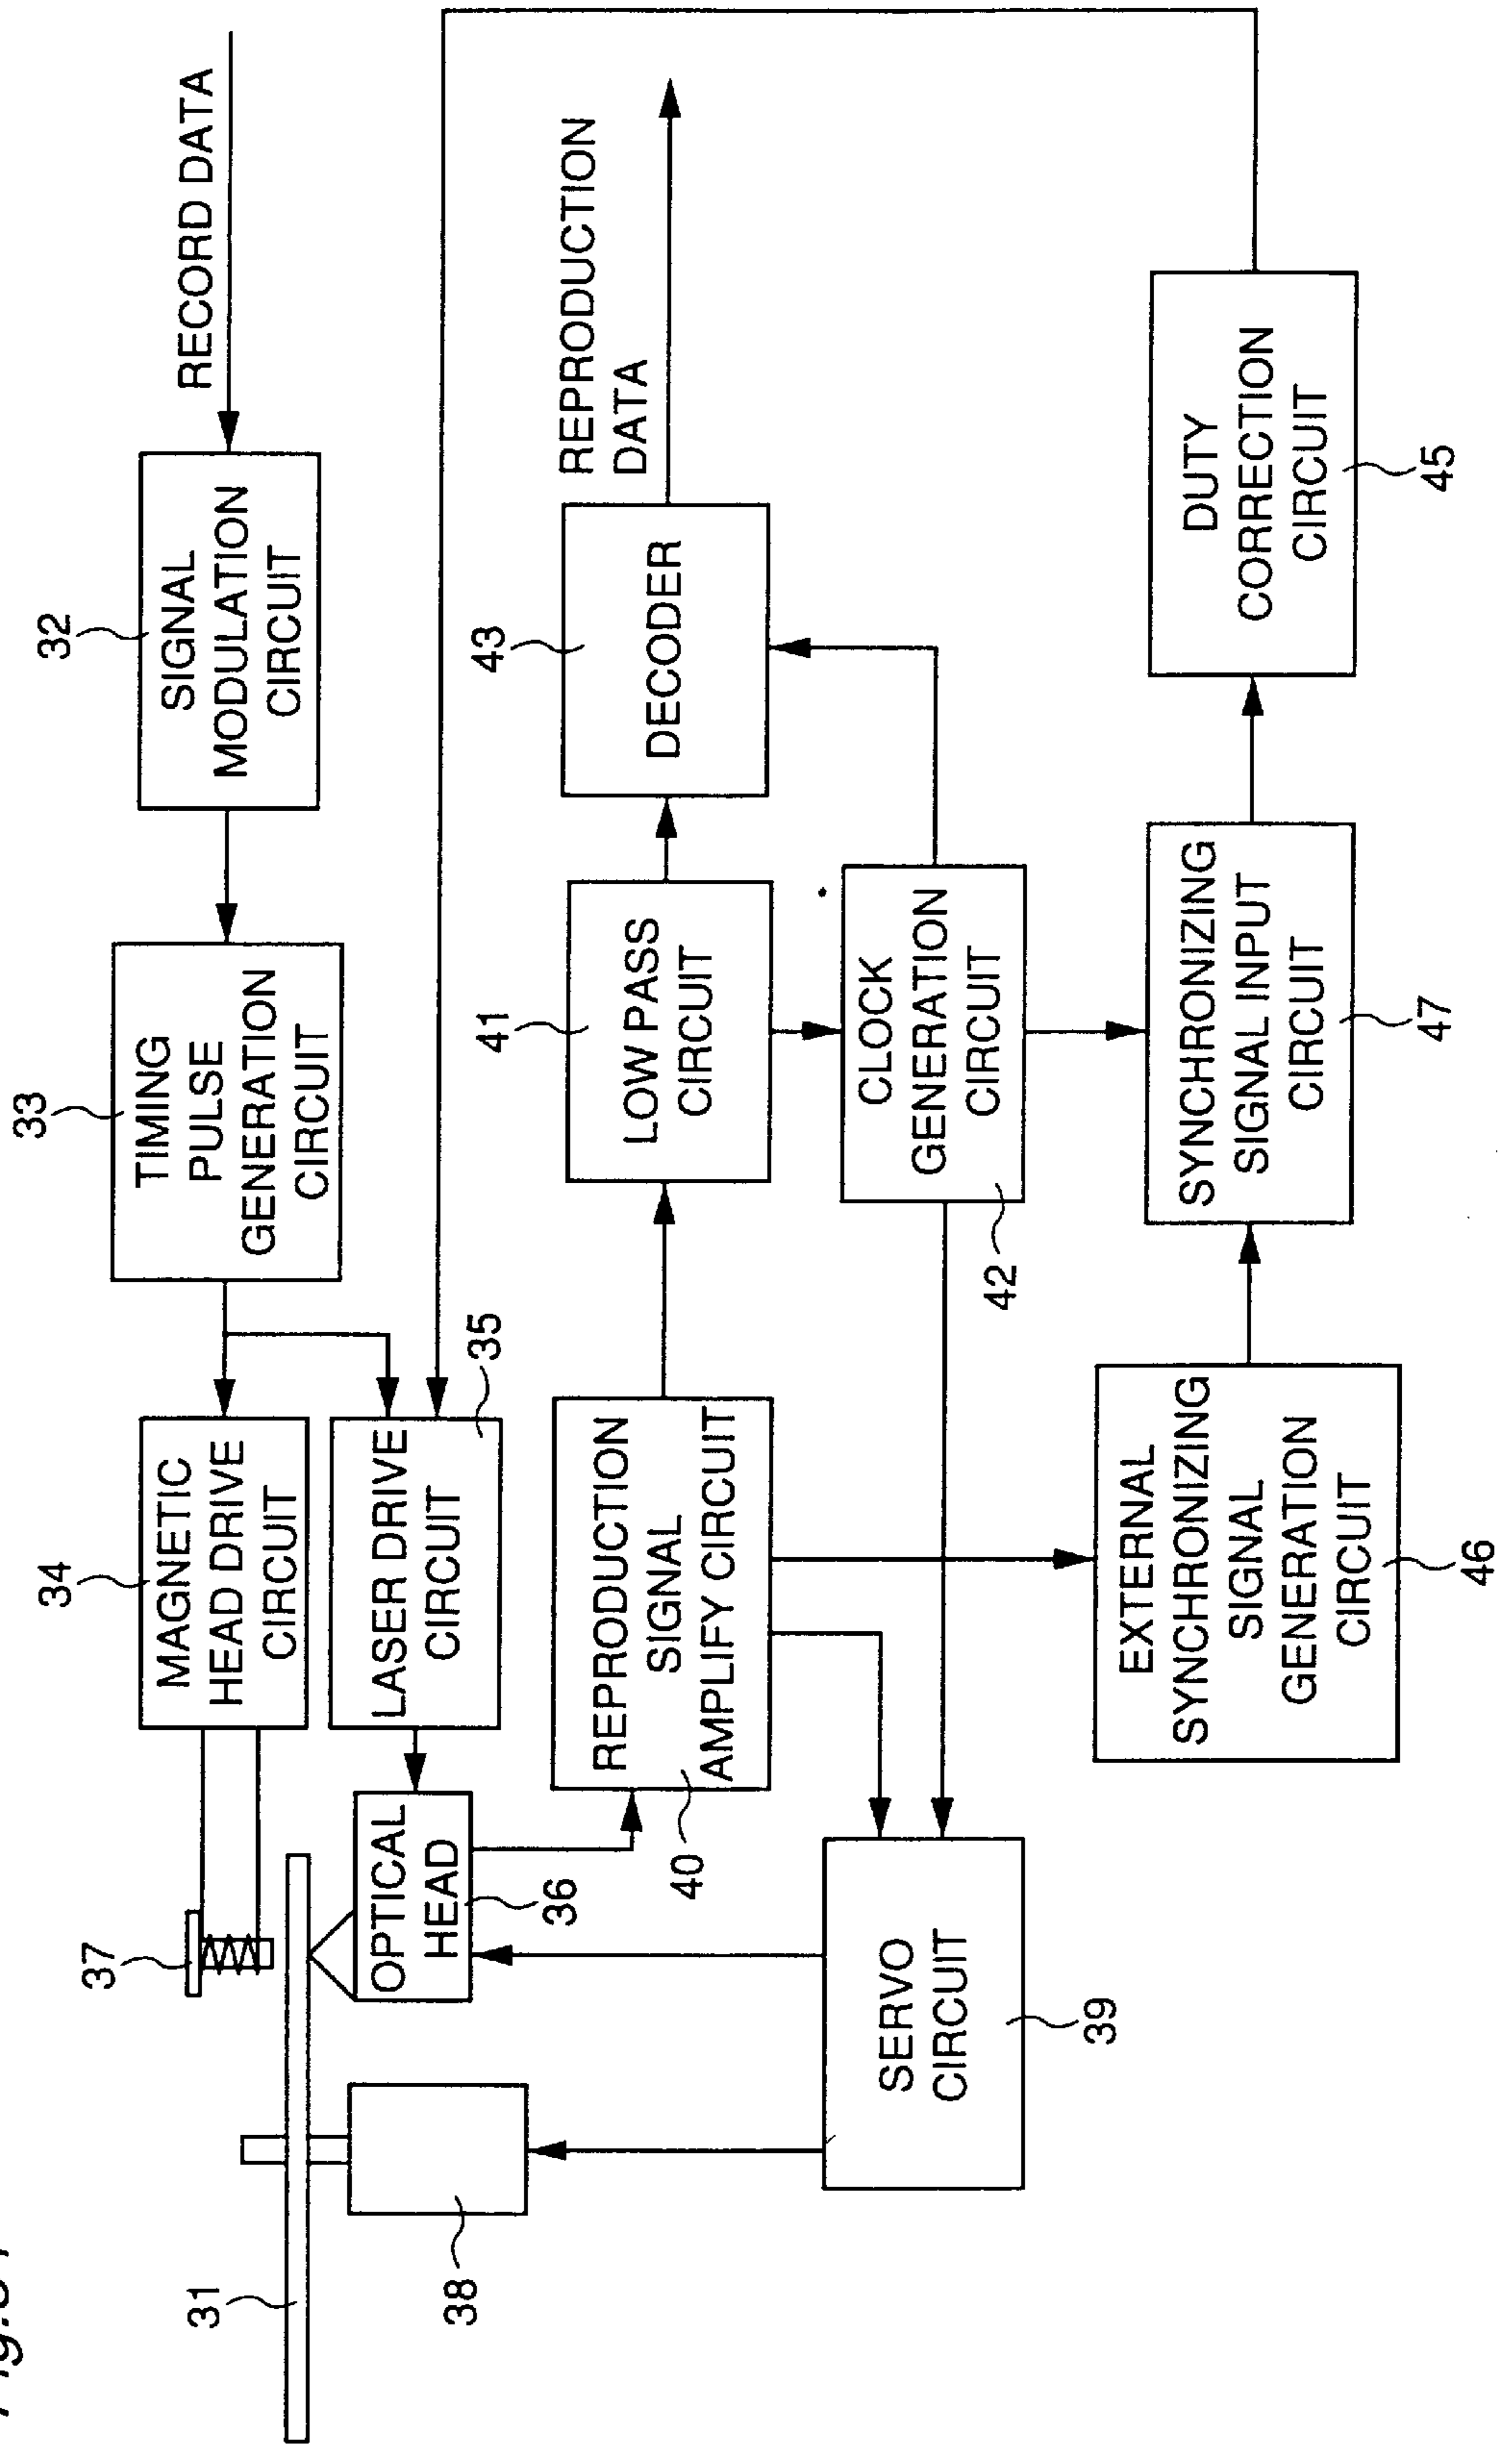 33
32
34
37
31
TIMING
PULSE
GENERATION
CIRCUIT
SIGNAL
MODULATION
CIRCUIT
RECORD DATA
MAGNETIC
HEAD DRIVE
CIRCUIT
LASER DRIVE
CIRCUIT
35
OPTICAL
HEAD
36
38
41
43
REPRODUCTION
DATA
REPRODUCTION
SIGNAL
AMPLIFY CIRCUIT
40
LOW PASS
CIRCUIT
DECODER
CLOCK
GENERATION
CIRCUIT
42
SERVO
CIRCUIT
39
EXTERNAL
SYNCHRONIZING
SIGNAL
GENERATION
CIRCUIT
46
SYNCHRONIZING
SIGNAL INPUT
CIRCUIT
47
DUTY
CORRECTION
CIRCUIT
45